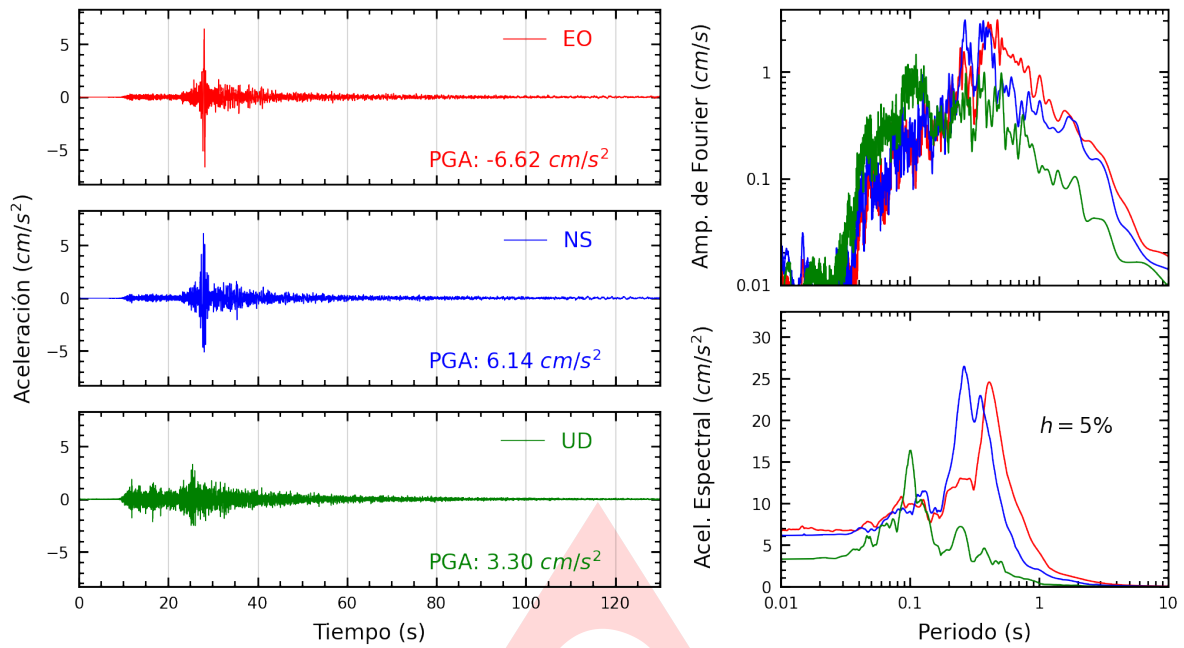 Aceleración (cm/s²)
5
0
−5
EO
PGA: -6.62 cm/s²
5
0
−5
NS
PGA: 6.14 cm/s²
5
0
−5
UD
PGA: 3.30 cm/s²
0 20 40 60 80 100 120
Tiempo (s)
Amp. de Fourier (cm/s)
1
0.1
0.01
Acel. Espectral (cm/s²)
30
25
20
15
10
5
0
h = 5%
0.01 0.1 1 10
Periodo (s)